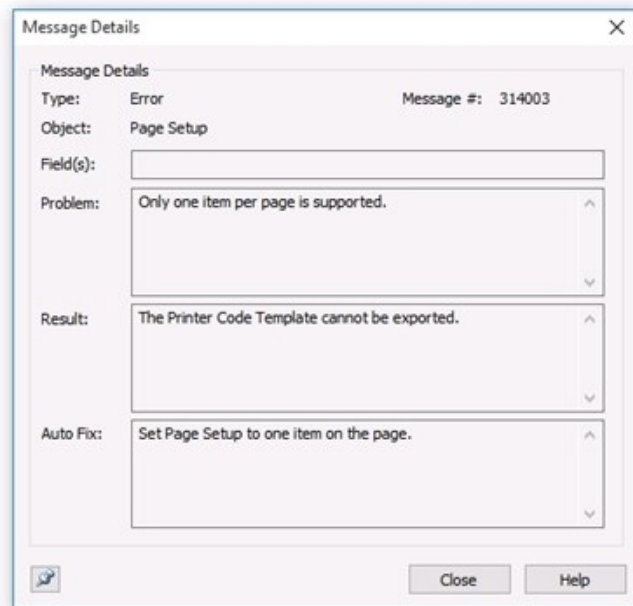 Message Details
Message Details
Type: Error Message #: 314003
Object: Page Setup
Field(s):
Problem: Only one item per page is supported.
Result: The Printer Code Template cannot be exported.
Auto Fix: Set Page Setup to one item on the page.
Close Help